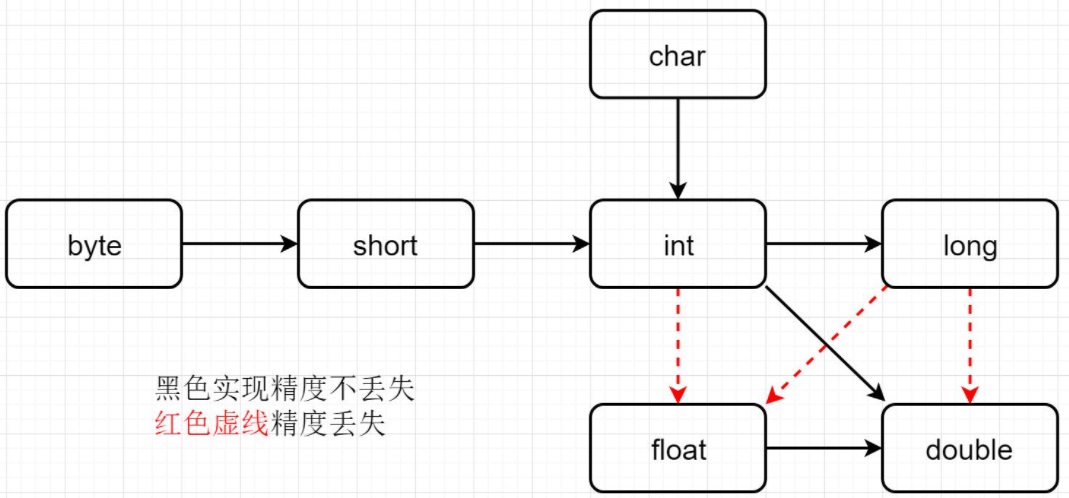 char
byte
short
int
long
黑色实现精度不丢失
红色虚线精度丢失
float
double